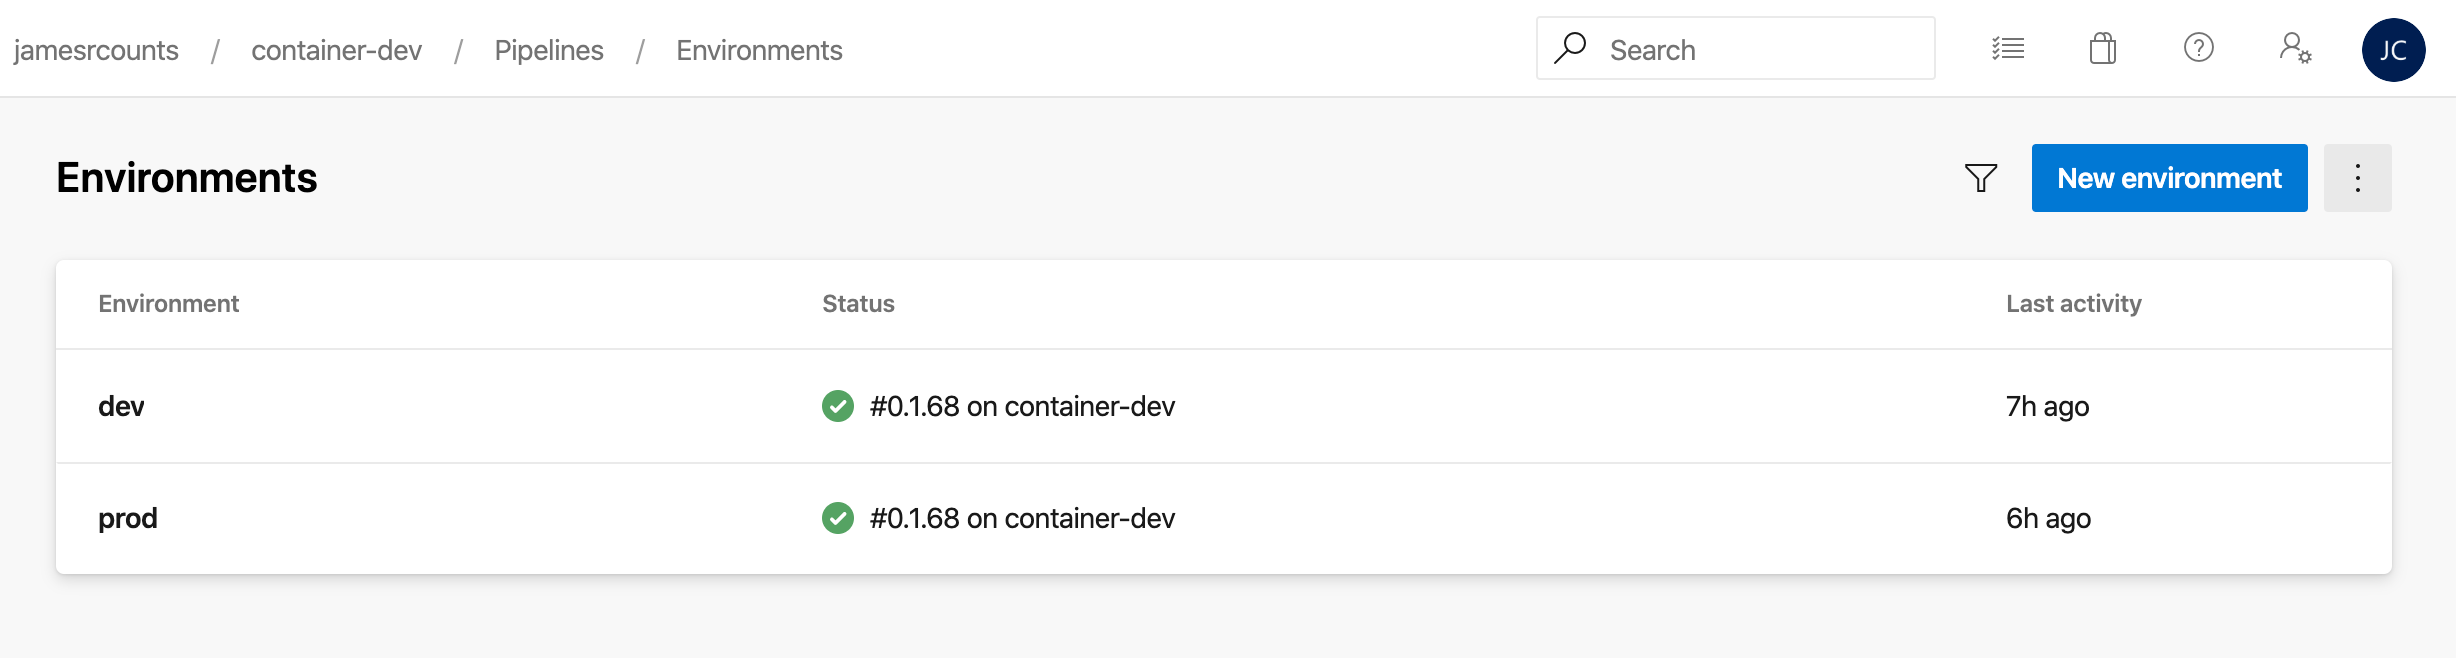 jamesrcounts / container-dev / Pipelines / Environments Search JC
Environments New environment
Environment Status Last activity
dev #0.1.68 on container-dev 7h ago
prod #0.1.68 on container-dev 6h ago